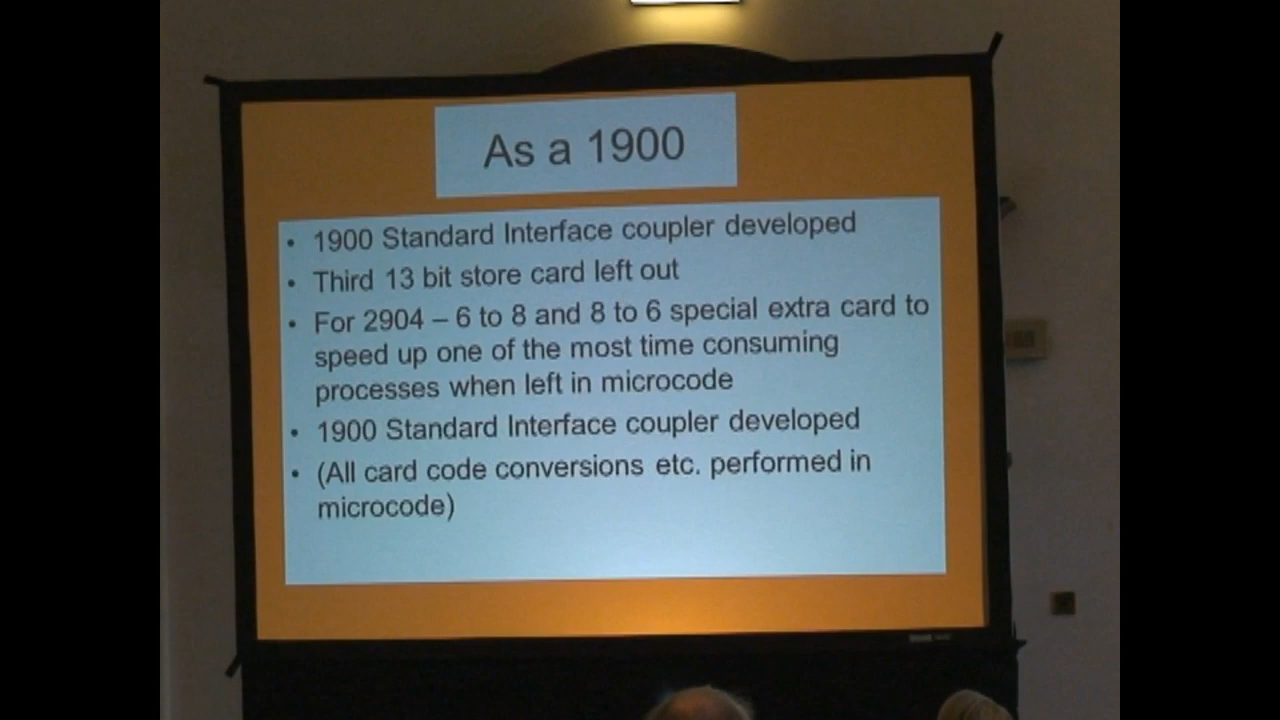 As a 1900
• 1900 Standard Interface coupler developed
• Third 13 bit store card left out
• For 2904 – 6 to 8 and 8 to 6 special extra card to
speed up one of the most time consuming
processes when left in microcode
• 1900 Standard Interface coupler developed
• (All card code conversions etc. performed in
microcode)